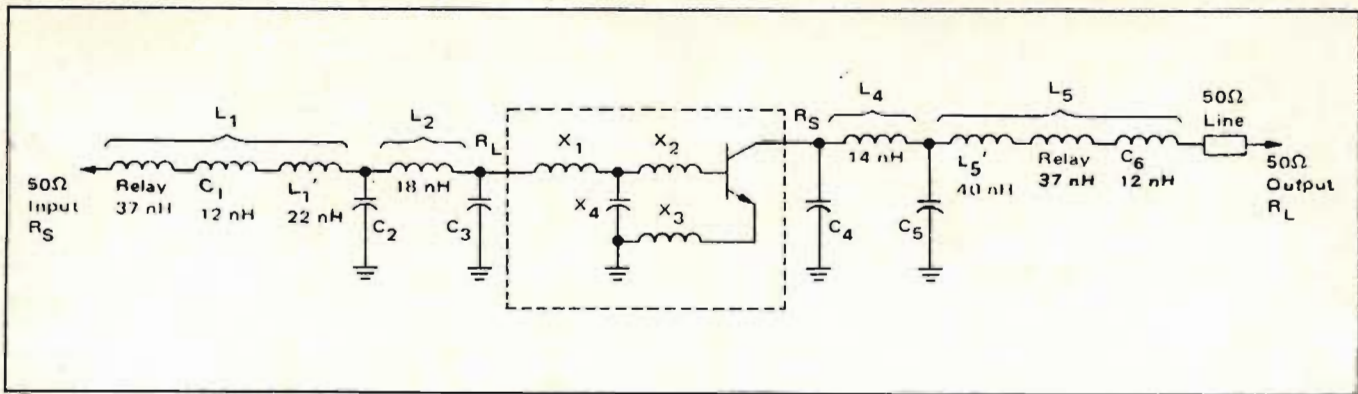 L1
L2
RL
X1
X2
RS
L4
L5
50Ω
Line
50Ω
Input
RS
Relay
37 nH
C1
12 nH
L1'
22 nH
C2
18 nH
C3
X4
X3
C4
14 nH
C5
L5'
40 nH
Relay
37 nH
C6
12 nH
50Ω
Output
RL